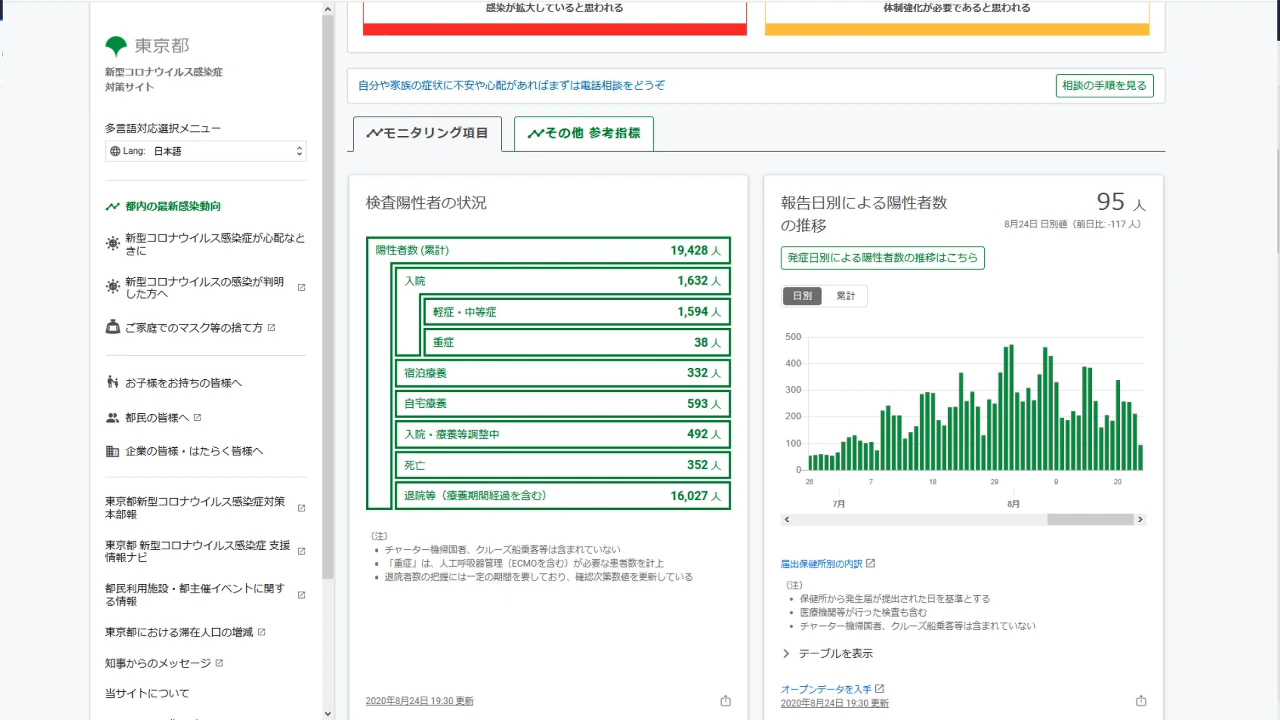 東京都
新型コロナウイルス感染症
対策サイト
多言語対応選択メニュー
Lang: 日本語
都内の最新感染動向
新型コロナウイルス感染症が心配なと
きに
新型コロナウイルスの感染が判明
した方へ
ご家庭でのマスク等の捨て方
お子様をお持ちの皆様へ
都民の皆様へ
企業の皆様・はたらく皆様へ
東京都新型コロナウイルス感染症対策
本部報
東京都 新型コロナウイルス感染症 支援
情報ナビ
都民利用施設・都主催イベントに関す
る情報
東京都における滞在人口の増減
知事からのメッセージ
当サイトについて
感染が拡大していると思われる
体制強化が必要であると思われる
自分や家族の症状に不安や心配があればまずは電話相談をどうぞ
相談の手順を見る
モニタリング項目
その他 参考指標
検査陽性者の状況
陽性者数 (累計) 19,428 人
入院 1,632 人
軽症・中等症 1,594 人
重症 38 人
宿泊療養 332 人
自宅療養 593 人
入院・療養等調整中 492 人
死亡 352 人
退院等（療養期間経過を含む） 16,027 人
（注）
チャーター機帰国者、クルーズ船乗客等は含まれていない
「重症」は、人工呼吸器管理（ECMOを含む）が必要な患者数を計上
退院者数の把握には一定の期間を要しており、確認次第数値を更新している
2020年8月24日 19:30 更新
報告日別による陽性者数
の推移
95 人
8月24日 日別値（前日比: -117 人）
発症日別による陽性者数の推移はこちら
日別 累計
500
400
300
200
100
0
26 7 18 29 9 20
7月 8月
届出保健所別の内訳
（注）
保健所から発生届が提出された日を基準とする
医療機関等が行った検査も含む
チャーター機帰国者、クルーズ船乗客等は含まれていない
テーブルを表示
オープンデータを入手
2020年8月24日 19:30 更新